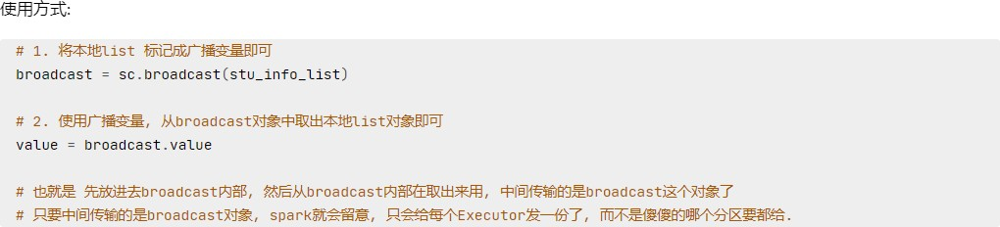 使用方式:
# 1. 将本地list 标记成广播变量即可
broadcast = sc.broadcast(stu_info_list)
# 2. 使用广播变量, 从broadcast对象中取出本地list对象即可
value = broadcast.value
# 也就是 先放进去broadcast内部, 然后从broadcast内部在取出来用, 中间传输的是broadcast这个对象了
# 只要中间传输的是broadcast对象, spark就会留意, 只会给每个Executor发一份了, 而不是傻傻的哪个分区要都给.